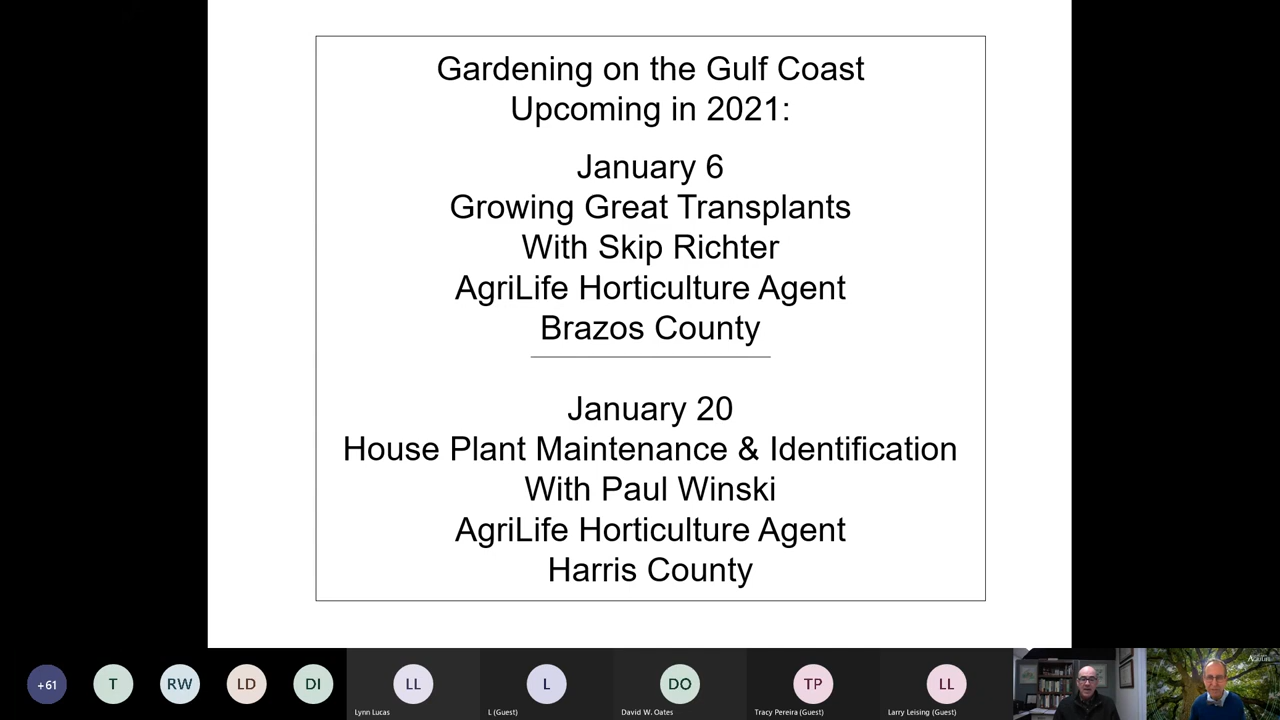 Gardening on the Gulf Coast
Upcoming in 2021:
January 6
Growing Great Transplants
With Skip Richter
AgriLife Horticulture Agent
Brazos County
January 20
House Plant Maintenance & Identification
With Paul Winski
AgriLife Horticulture Agent
Harris County
+61
T
RW
LD
DI
LL
L
DO
TP
LL
Lynn Lucas
L (Guest)
David W. Oates
Tracy Pereira (Guest)
Larry Leising (Guest)